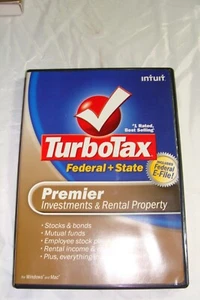 intuit
#1 Rated,
Best Selling
TurboTax
Federal + State
INCLUDES
Federal
E-File!
Premier
Investments & Rental Property
• Stocks & bonds
• Mutual funds
• Employee stock
• Rental income &
• Plus, everything
for Windows and Mac